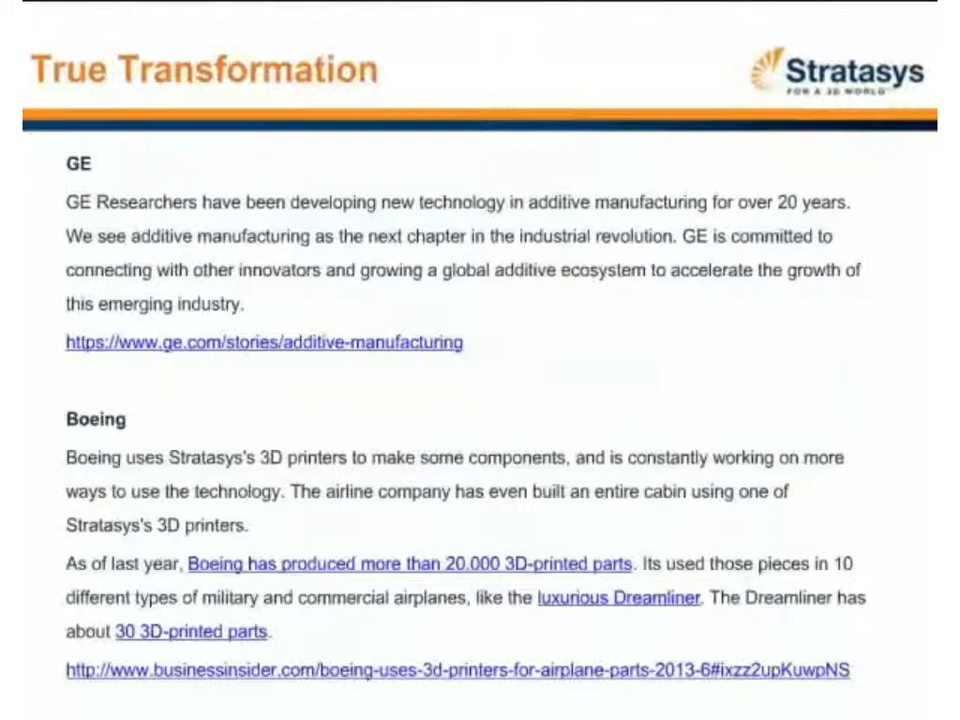 True Transformation
Stratasys
FOR A 3D WORLD
GE
GE Researchers have been developing new technology in additive manufacturing for over 20 years.
We see additive manufacturing as the next chapter in the industrial revolution. GE is committed to
connecting with other innovators and growing a global additive ecosystem to accelerate the growth of
this emerging industry.
https://www.ge.com/stories/additive-manufacturing
Boeing
Boeing uses Stratasys's 3D printers to make some components, and is constantly working on more
ways to use the technology. The airline company has even built an entire cabin using one of
Stratasys's 3D printers.
As of last year, Boeing has produced more than 20,000 3D-printed parts. Its used those pieces in 10
different types of military and commercial airplanes, like the luxurious Dreamliner. The Dreamliner has
about 30 3D-printed parts.
http://www.businessinsider.com/boeing-uses-3d-printers-for-airplane-parts-2013-6#ixzz2upKuwpNS